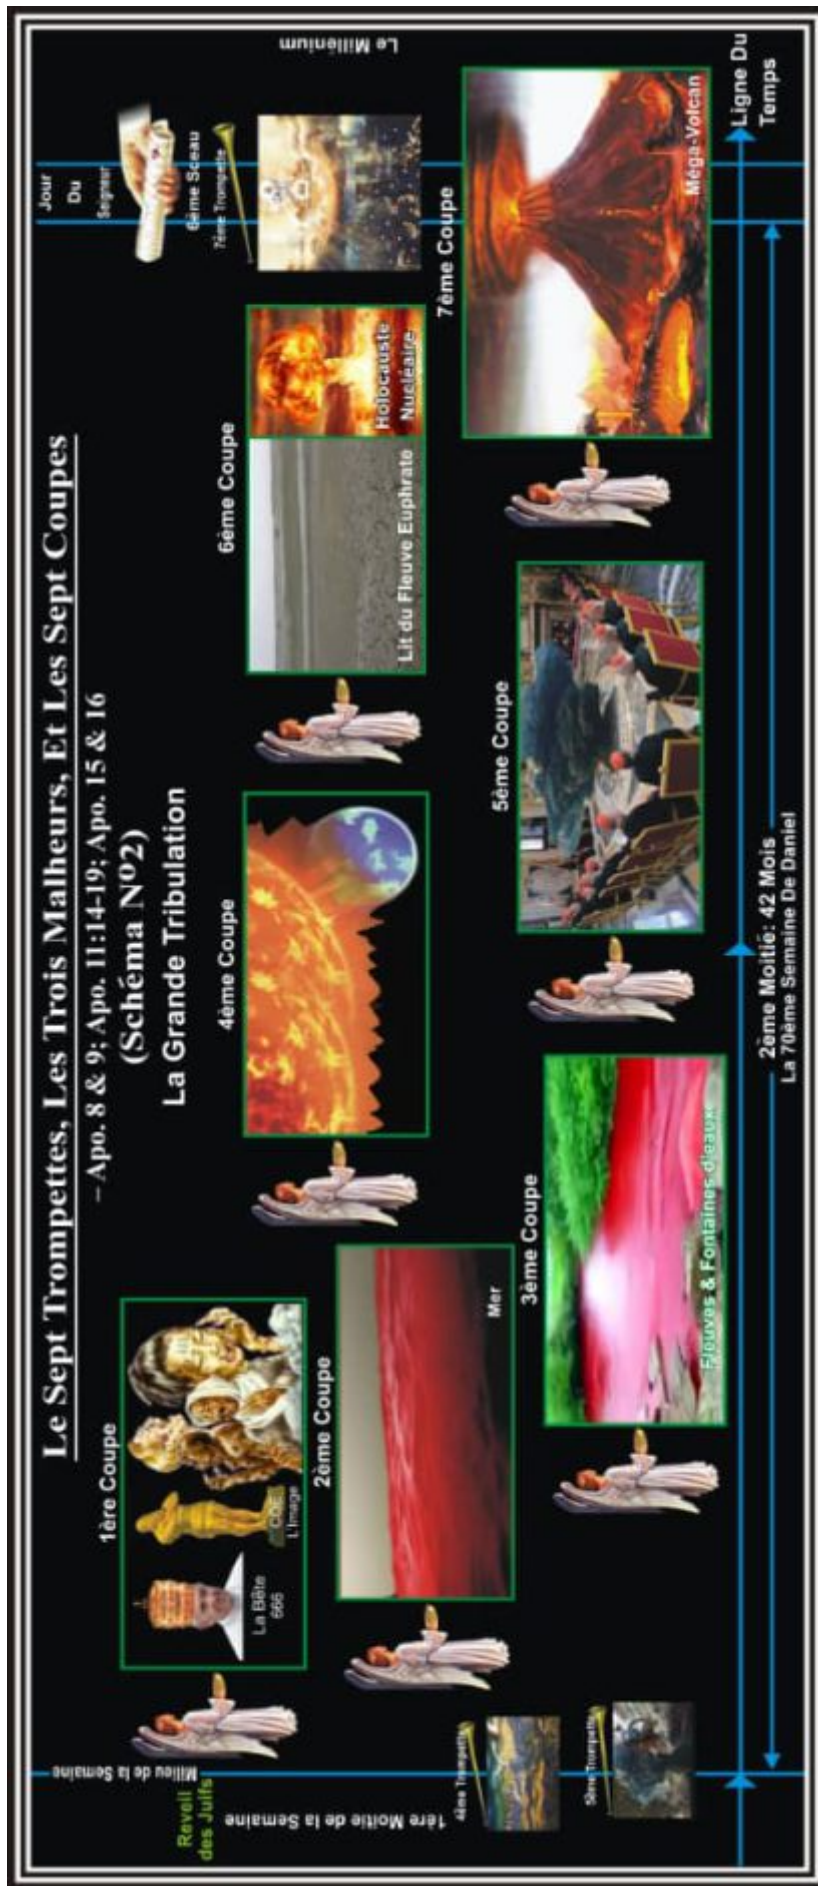 Le Sept Trompettes, Les Trois Malheurs, Et Les Sept Coupes
– Apo. 8 & 9; Apo. 11:14-19; Apo. 15 & 16
(Schéma Nº2)
La Grande Tribulation
Reveil
des Juifs
Milieu de la Semaine
1ère Moitie de la Semaine
4ème Trompette
5ème Trompette
1ère Coupe
La Bête
666
COE
L'Image
2ème Coupe
Mer
3ème Coupe
Fleuves & Fontaines d'eaux
4ème Coupe
5ème Coupe
6ème Coupe
Lit du Fleuve Euphrate
Holocauste
Nucléaire
7ème Coupe
Méga-Volcan
Jour
Du
Seigneur
6ème Sceau
7ème Trompette
Le Millénium
Ligne Du
Temps
2ème Moitié: 42 Mois
La 70ème Semaine De Daniel